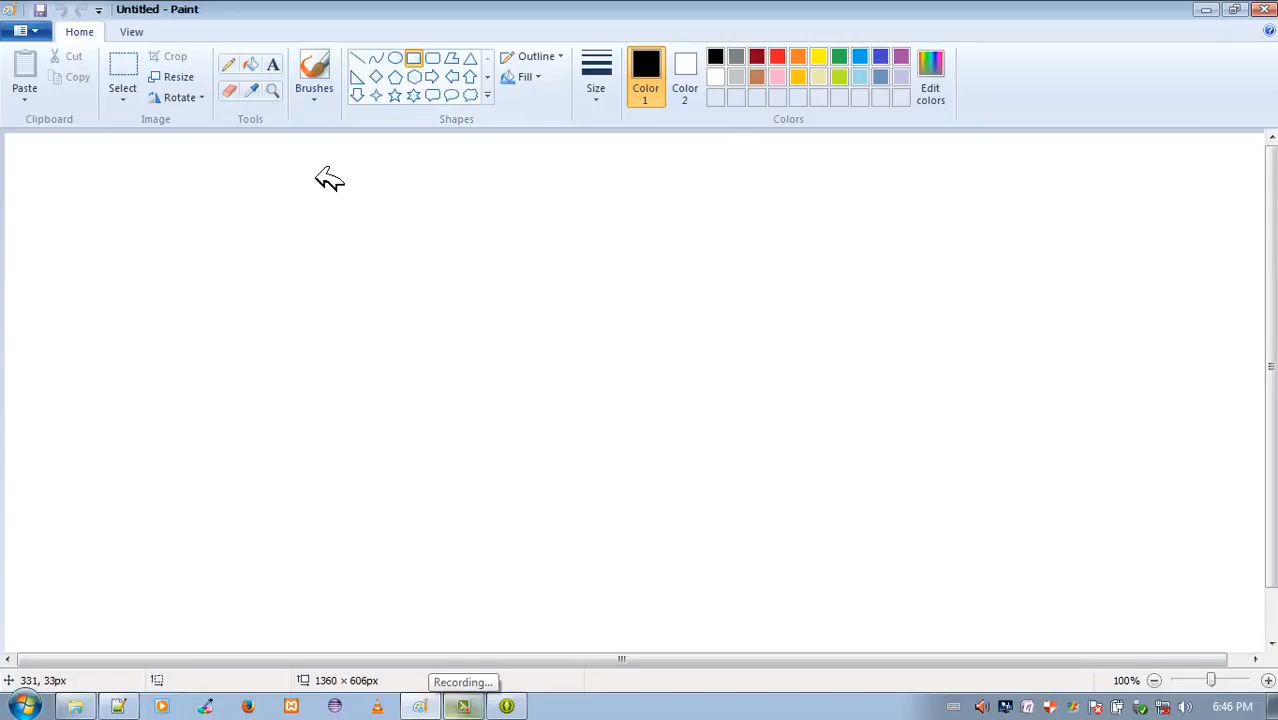 Untitled - Paint
Home View
Paste
Cut
Copy
Clipboard
Select
Crop
Resize
Rotate
Image
A
Tools
Brushes
Outline
Fill
Shapes
Size
Color 1
Color 2
Edit colors
Colors
331, 33px
1360 × 606px
Recording...
100%
6:46 PM